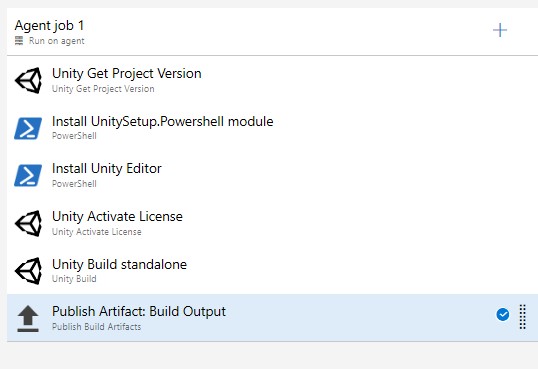 Agent job 1
Run on agent
Unity Get Project Version
Unity Get Project Version
Install UnitySetup.Powershell module
PowerShell
Install Unity Editor
PowerShell
Unity Activate License
Unity Activate License
Unity Build standalone
Unity Build
Publish Artifact: Build Output
Publish Build Artifacts